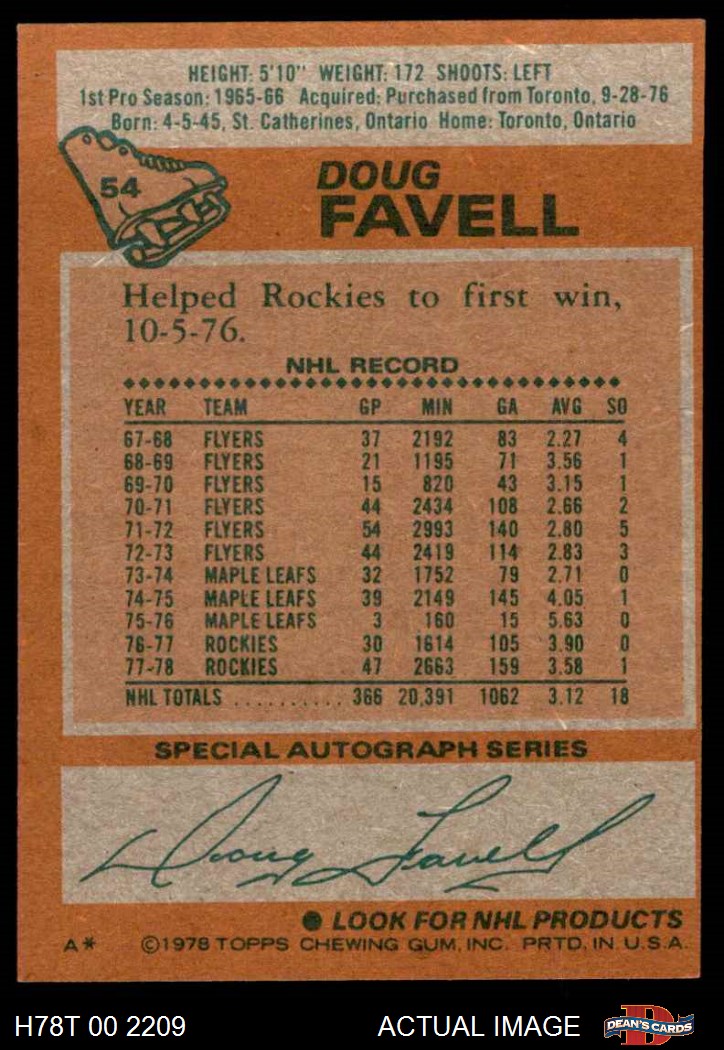 HEIGHT: 5'10" WEIGHT: 172 SHOOTS: LEFT
1st Pro Season: 1965-66 Acquired: Purchased from Toronto, 9-28-76
Born: 4-5-45, St. Catherines, Ontario Home: Toronto, Ontario
54
DOUG
FAVELL
Helped Rockies to first win,
10-5-76.
NHL RECORD
YEAR TEAM GP MIN GA AVG SO
67-68 FLYERS 37 2192 83 2.27 4
68-69 FLYERS 21 1195 71 3.56 1
69-70 FLYERS 15 820 43 3.15 1
70-71 FLYERS 44 2434 108 2.66 2
71-72 FLYERS 54 2993 140 2.80 5
72-73 FLYERS 44 2419 114 2.83 3
73-74 MAPLE LEAFS 32 1752 79 2.71 0
74-75 MAPLE LEAFS 39 2149 145 4.05 1
75-76 MAPLE LEAFS 3 160 15 5.63 0
76-77 ROCKIES 30 1614 105 3.90 0
77-78 ROCKIES 47 2663 159 3.58 1
NHL TOTALS .......... 366 20,391 1062 3.12 18
SPECIAL AUTOGRAPH SERIES
Doug Favell
● LOOK FOR NHL PRODUCTS
A* ©1978 TOPPS CHEWING GUM, INC. PRTD. IN U.S.A.
H78T 00 2209 ACTUAL IMAGE D DEAN'S CARDS